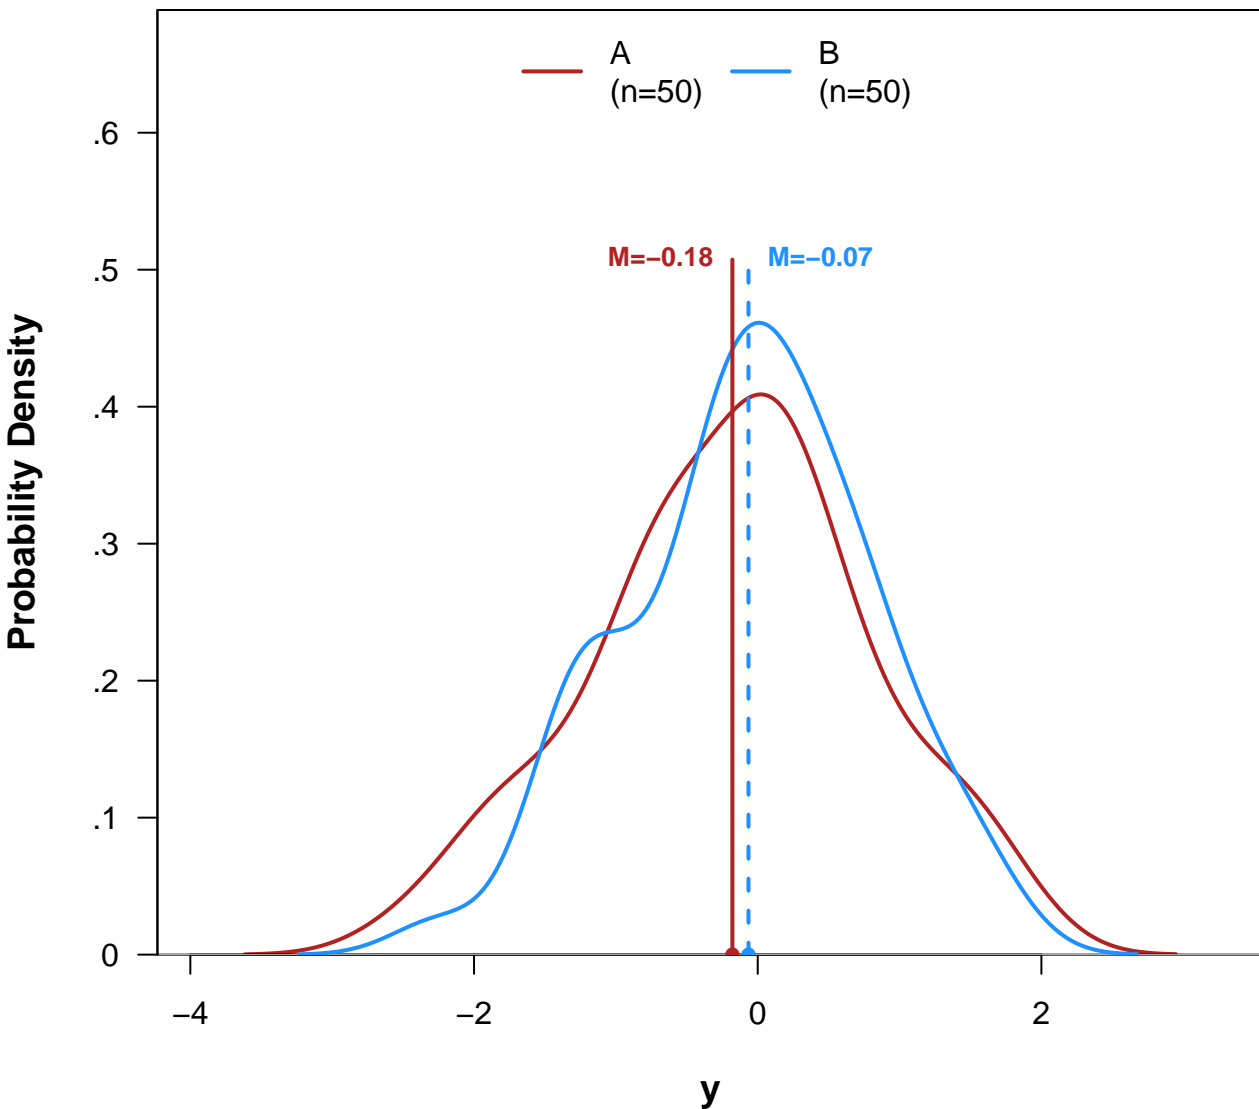 A
(n=50)
B
(n=50)
.6
.5
.4
.3
.2
.1
0
M=−0.18
M=−0.07
Probability Density
−4
−2
0
2
y